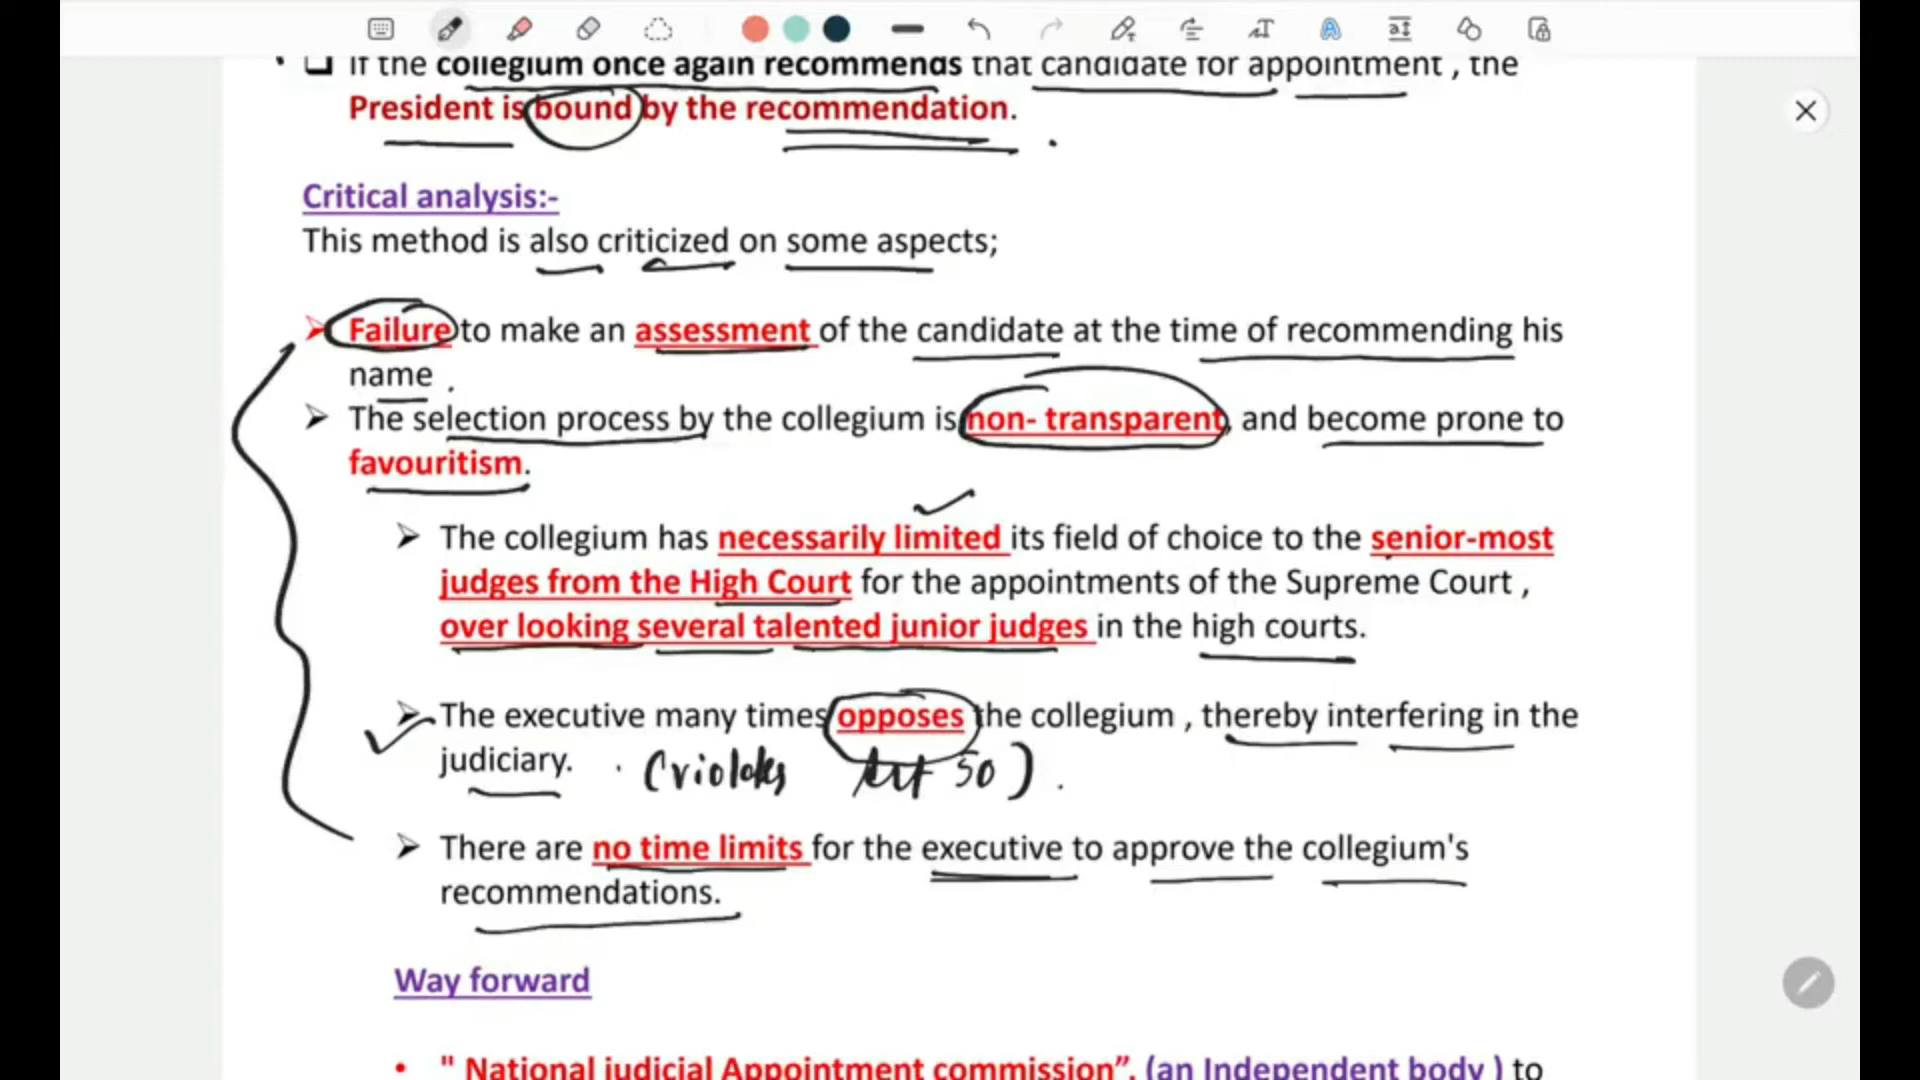 ❑ If the collegium once again recommends that candidate for appointment , the
President is bound by the recommendation.
Critical analysis:-
This method is also criticized on some aspects;
➢ Failure to make an assessment of the candidate at the time of recommending his
name .
➢ The selection process by the collegium is non- transparent, and become prone to
favouritism.
➢ The collegium has necessarily limited its field of choice to the senior-most
judges from the High Court for the appointments of the Supreme Court ,
over looking several talented junior judges in the high courts.
➢ The executive many times opposes the collegium , thereby interfering in the
judiciary. (violates Art 50) .
➢ There are no time limits for the executive to approve the collegium's
recommendations.
Way forward
• " National judicial Appointment commission”, (an Independent body ) to